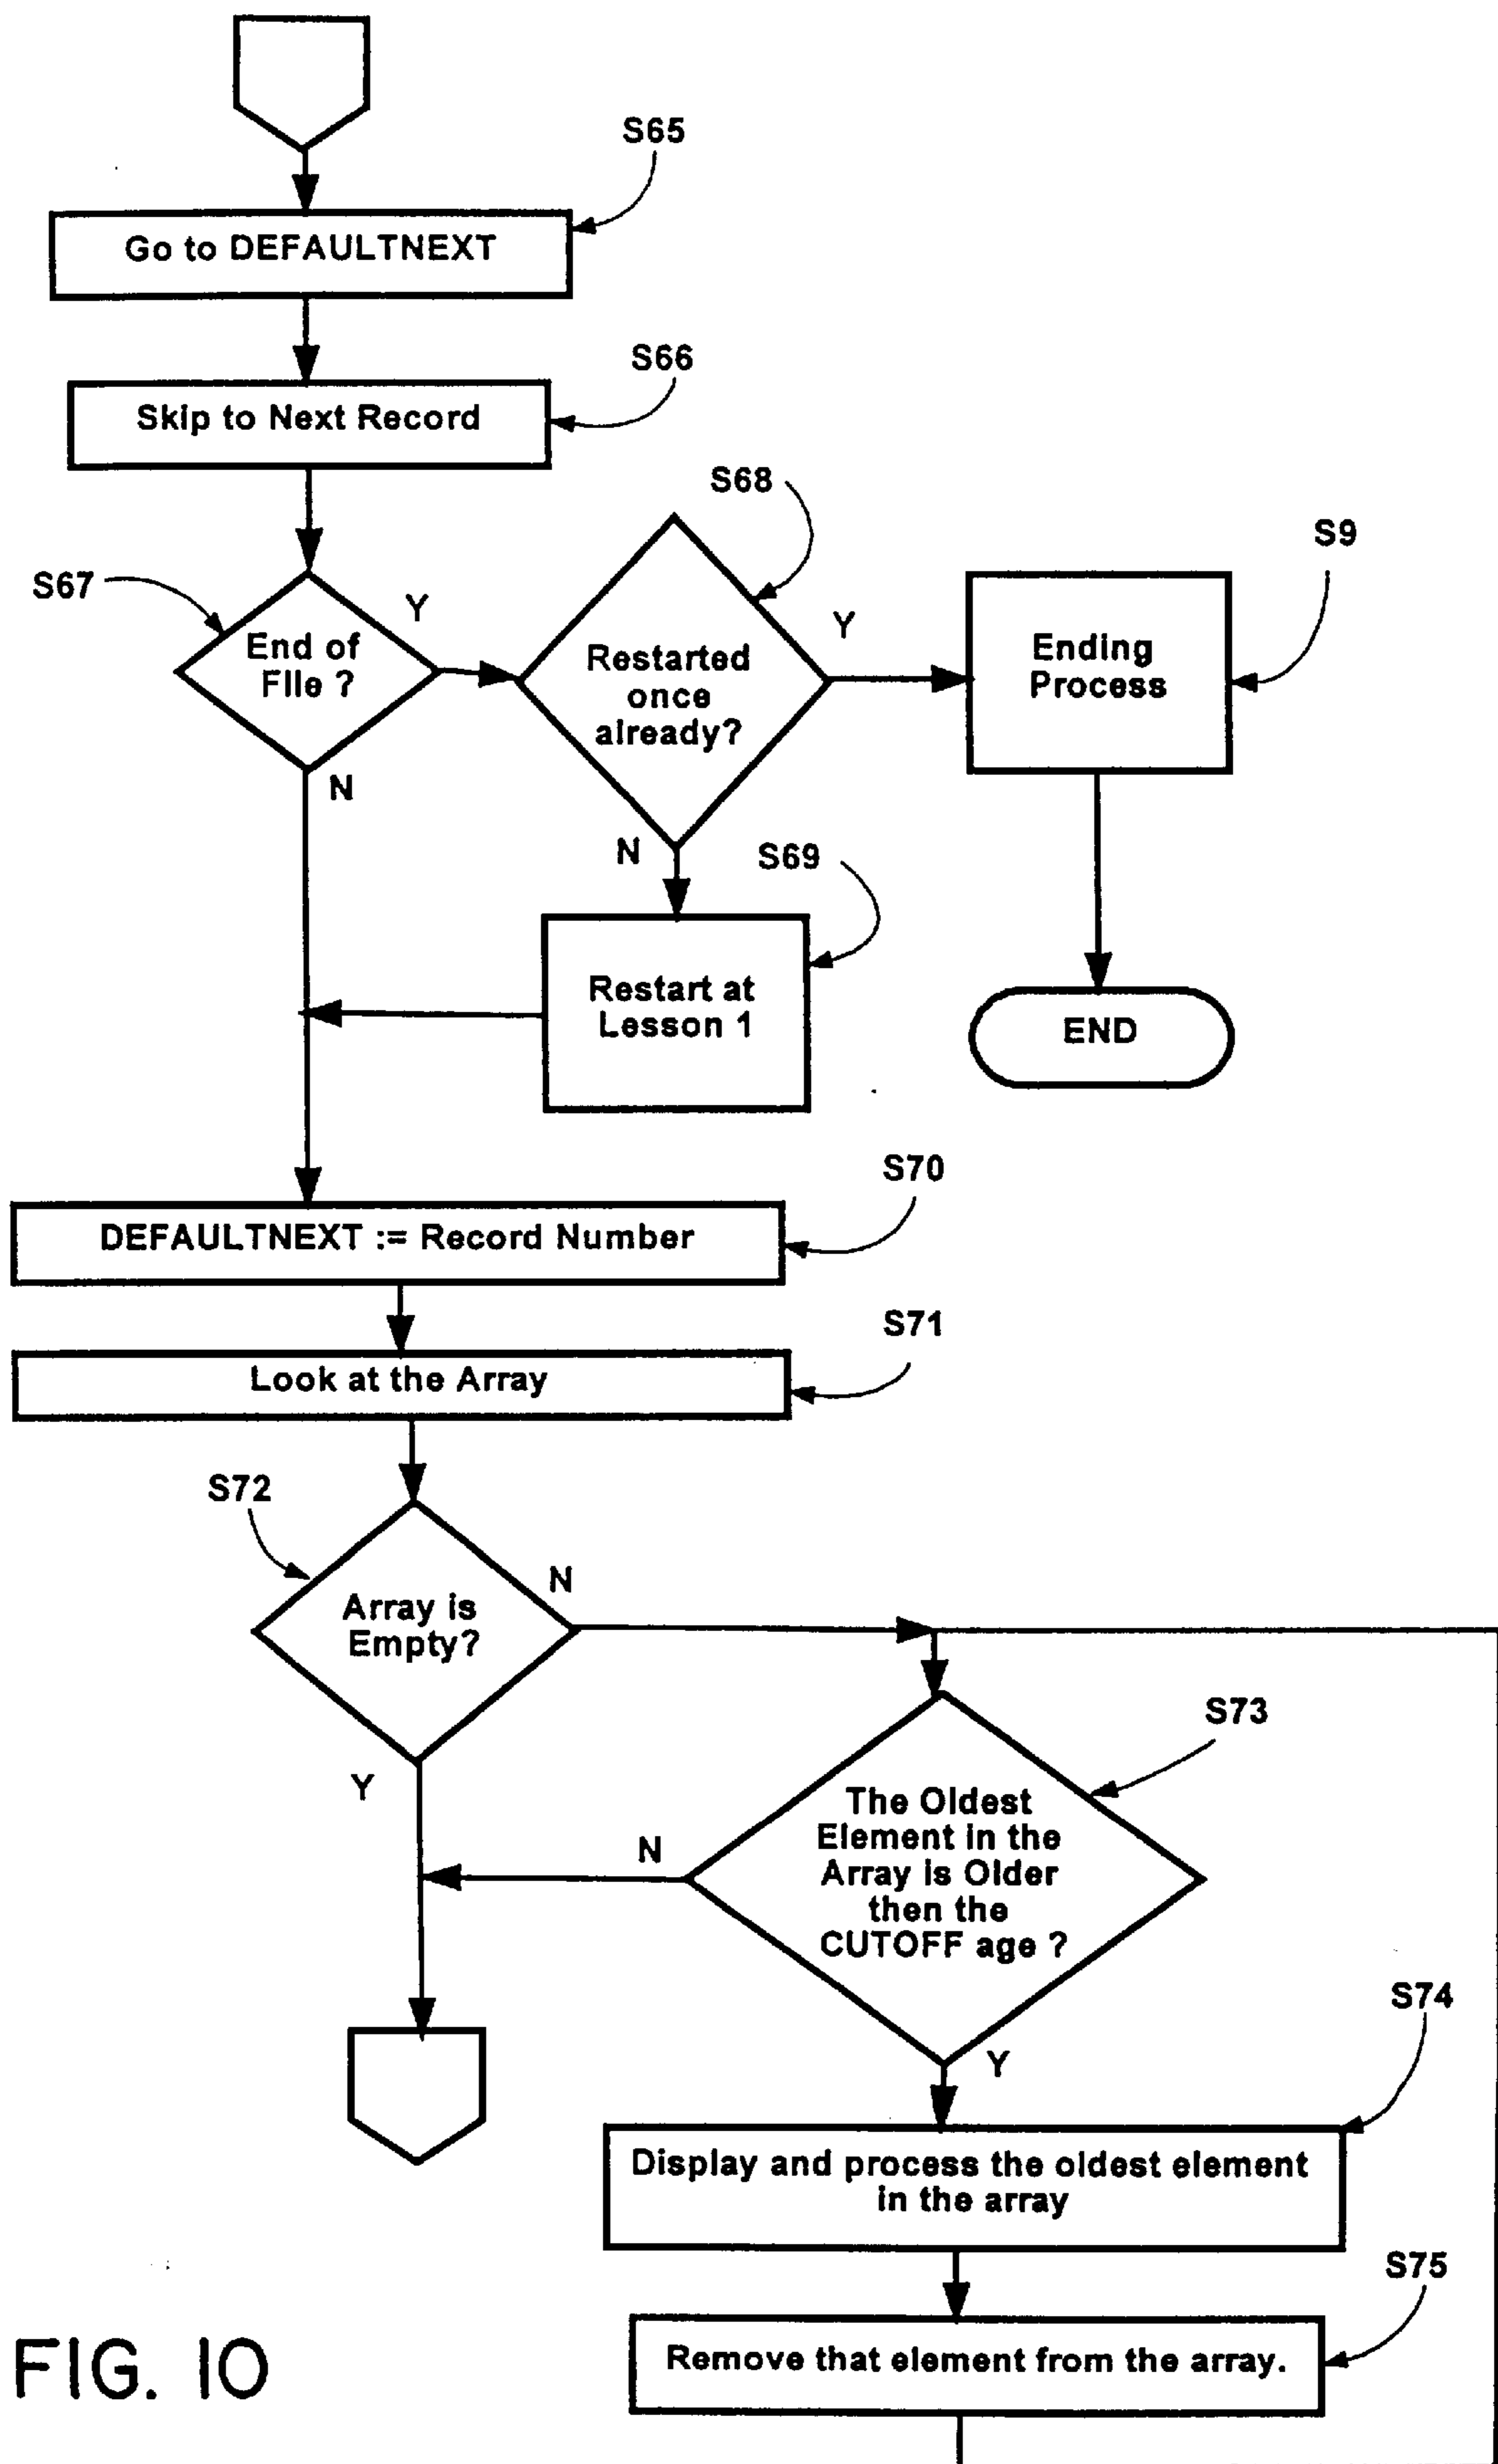 S65
Go to DEFAULTNEXT
S66
Skip to Next Record
S68
S9
S67
Y
Y
End of
File ?
Restarted
once
already?
Ending
Process
N
N
S69
Restart at
Lesson 1
END
S70
DEFAULTNEXT := Record Number
S71
Look at the Array
S72
N
Array is
Empty?
S73
Y
N
The Oldest
Element in the
Array is Older
then the
CUTOFF age ?
S74
Y
Display and process the oldest element
in the array
S75
Remove that element from the array.
FIG. 10